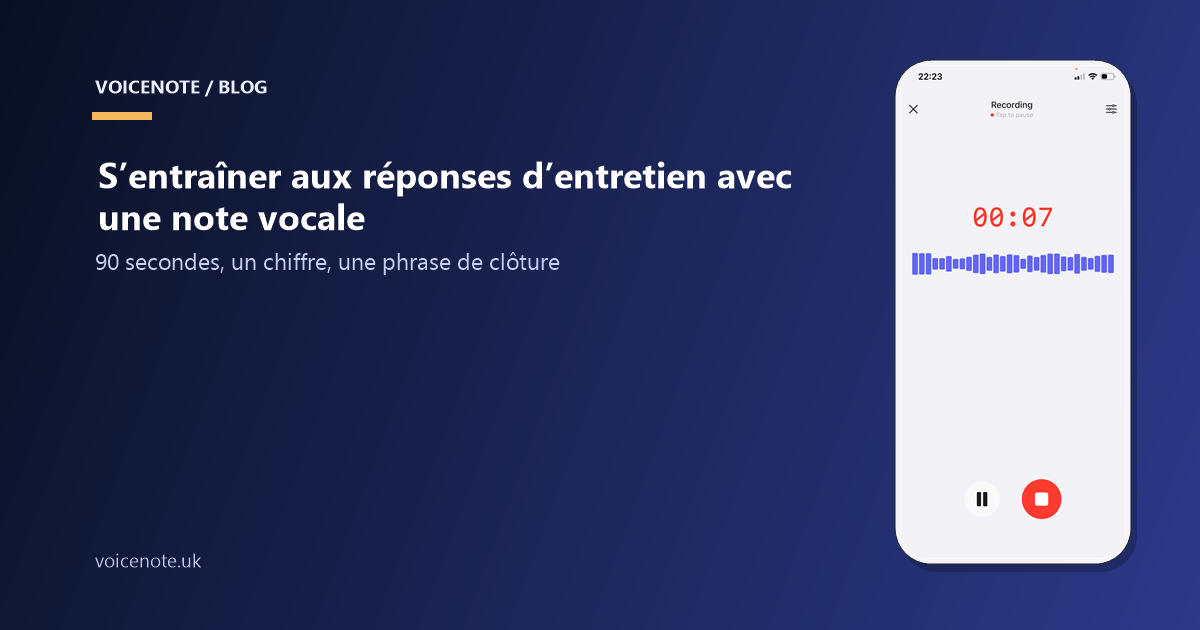 VOICENOTE / BLOG
S’entraîner aux réponses d’entretien avec
une note vocale
90 secondes, un chiffre, une phrase de clôture
voicenote.uk
22:23
Recording
Tap to pause
00:07